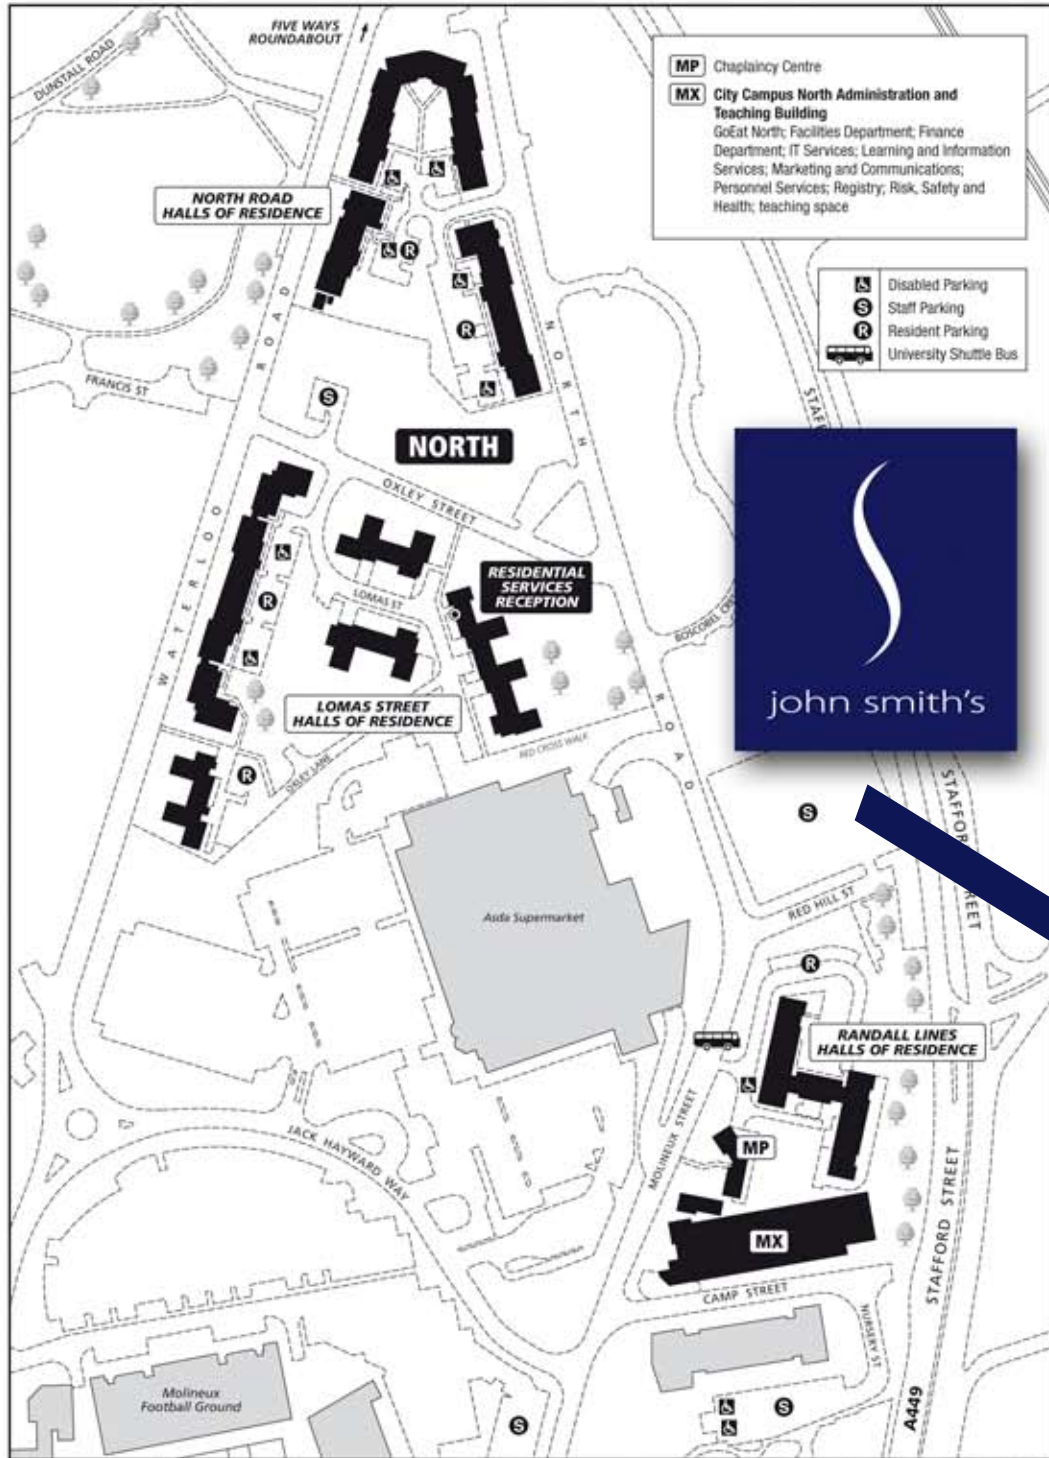 FIVE WAYS
ROUNDABOUT
DUNSTALL ROAD
MP Chaplaincy Centre
MX City Campus North Administration and
Teaching Building
GoEat North; Facilities Department; Finance
Department; IT Services; Learning and Information
Services; Marketing and Communications;
Personnel Services; Registry; Risk, Safety and
Health; teaching space
NORTH ROAD
HALLS OF RESIDENCE
R
Disabled Parking
S Staff Parking
R Resident Parking
University Shuttle Bus
R
FRANCIS ST
S
NORTH
OXLEY STREET
STAFF
john smith's
WATERLOO ROAD
NORTH ROAD
RESIDENTIAL
SERVICES
RECEPTION
R
LOMAS ST
BOSCOBEL CRES
LOMAS STREET
HALLS OF RESIDENCE
RED CROSS WALK
OXLEY LANE
R
S
STAFFORD STREET
RED HILL ST
Asda Supermarket
R
RANDALL LINES
HALLS OF RESIDENCE
JACK HAYWARD WAY
MOLINEUX STREET
MP
MX
STAFFORD STREET
CAMP STREET
NURSERY ST
Molineux
Football Ground
S
S
A449